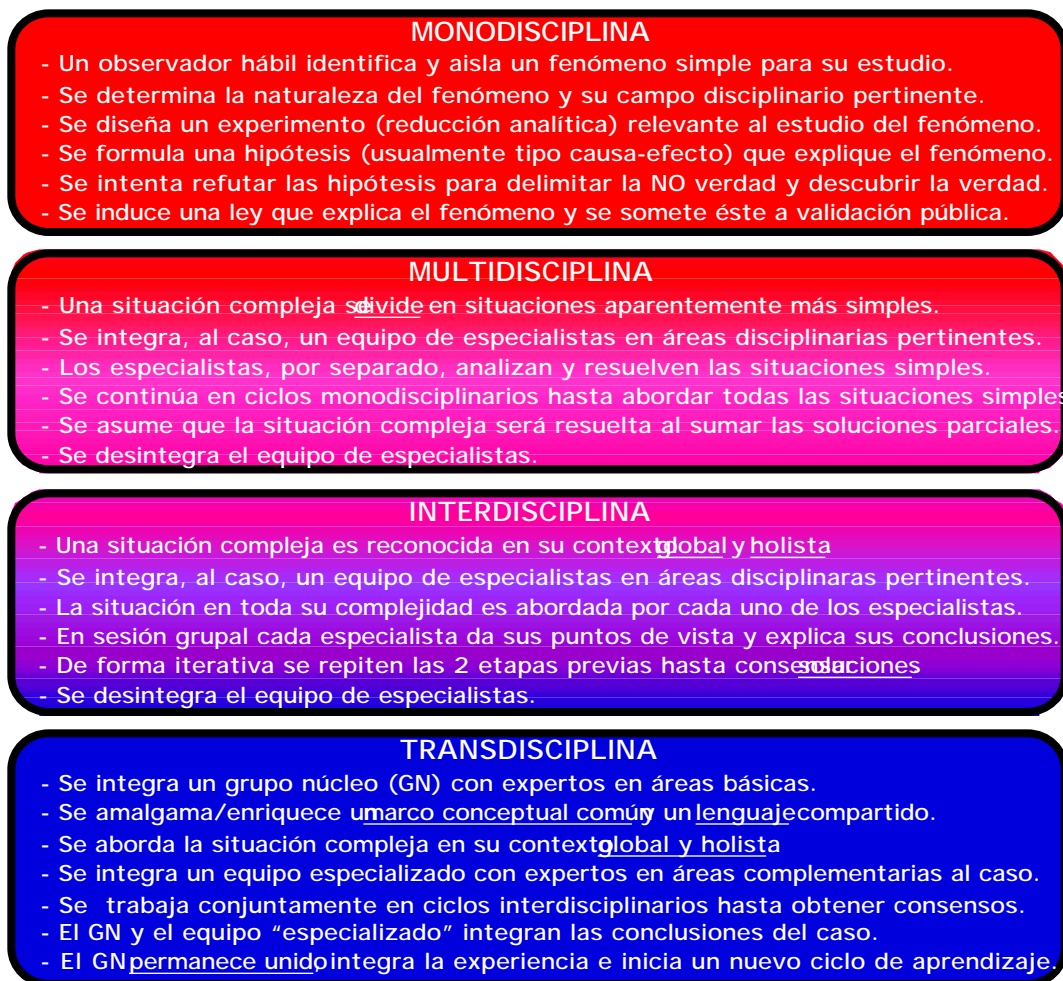 MONODISCIPLINA
- Un observador hábil identifica y aisla un fenómeno simple para su estudio.
- Se determina la naturaleza del fenómeno y su campo disciplinario pertinente.
- Se diseña un experimento (reducción analítica) relevante al estudio del fenómeno.
- Se formula una hipótesis (usualmente tipo causa-efecto) que explique el fenómeno.
- Se intenta refutar las hipótesis para delimitar la NO verdad y descubrir la verdad.
- Se induce una ley que explica el fenómeno y se somete éste a validación pública.
MULTIDISCIPLINA
- Una situación compleja se divide en situaciones aparentemente más simples.
- Se integra, al caso, un equipo de especialistas en áreas disciplinarias pertinentes.
- Los especialistas, por separado, analizan y resuelven las situaciones simples.
- Se continúa en ciclos monodisciplinarios hasta abordar todas las situaciones simples
- Se asume que la situación compleja será resuelta al sumar las soluciones parciales.
- Se desintegra el equipo de especialistas.
INTERDISCIPLINA
- Una situación compleja es reconocida en su contexto global y holista
- Se integra, al caso, un equipo de especialistas en áreas disciplinaras pertinentes.
- La situación en toda su complejidad es abordada por cada uno de los especialistas.
- En sesión grupal cada especialista da sus puntos de vista y explica sus conclusiones.
- De forma iterativa se repiten las 2 etapas previas hasta consensar soluciones
- Se desintegra el equipo de especialistas.
TRANSDISCIPLINA
- Se integra un grupo núcleo (GN) con expertos en áreas básicas.
- Se amalgama/enriquece un marco conceptual común y un lenguaje compartido.
- Se aborda la situación compleja en su contexto global y holista
- Se integra un equipo especializado con expertos en áreas complementarias al caso.
- Se trabaja conjuntamente en ciclos interdisciplinarios hasta obtener consensos.
- El GN y el equipo “especializado” integran las conclusiones del caso.
- El GN permanece unido, integra la experiencia e inicia un nuevo ciclo de aprendizaje.